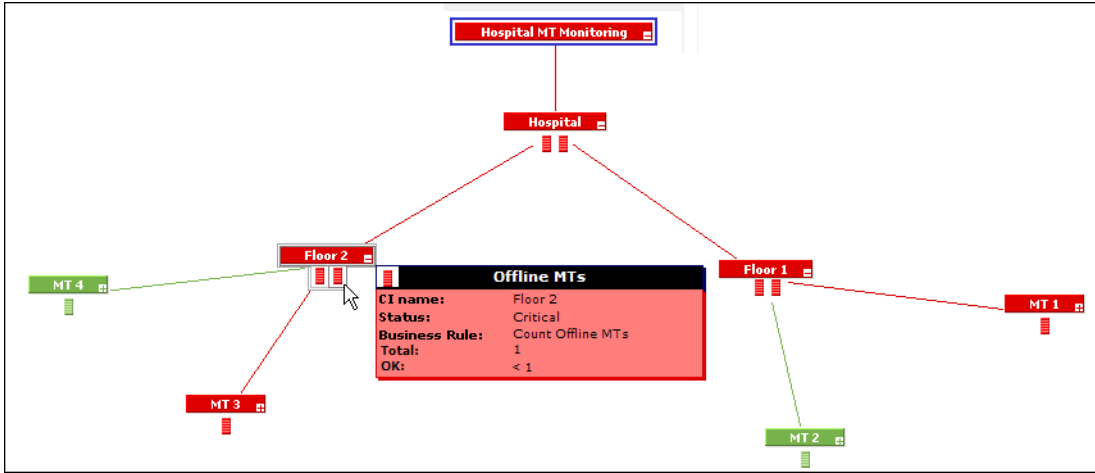 Hospital MT Monitoring
Hospital
Floor 2
Floor 1
MT 4
Offline MTs
CI name: Floor 2
Status: Critical
Business Rule: Count Offline MTs
Total: 1
OK: < 1
MT 1
MT 3
MT 2